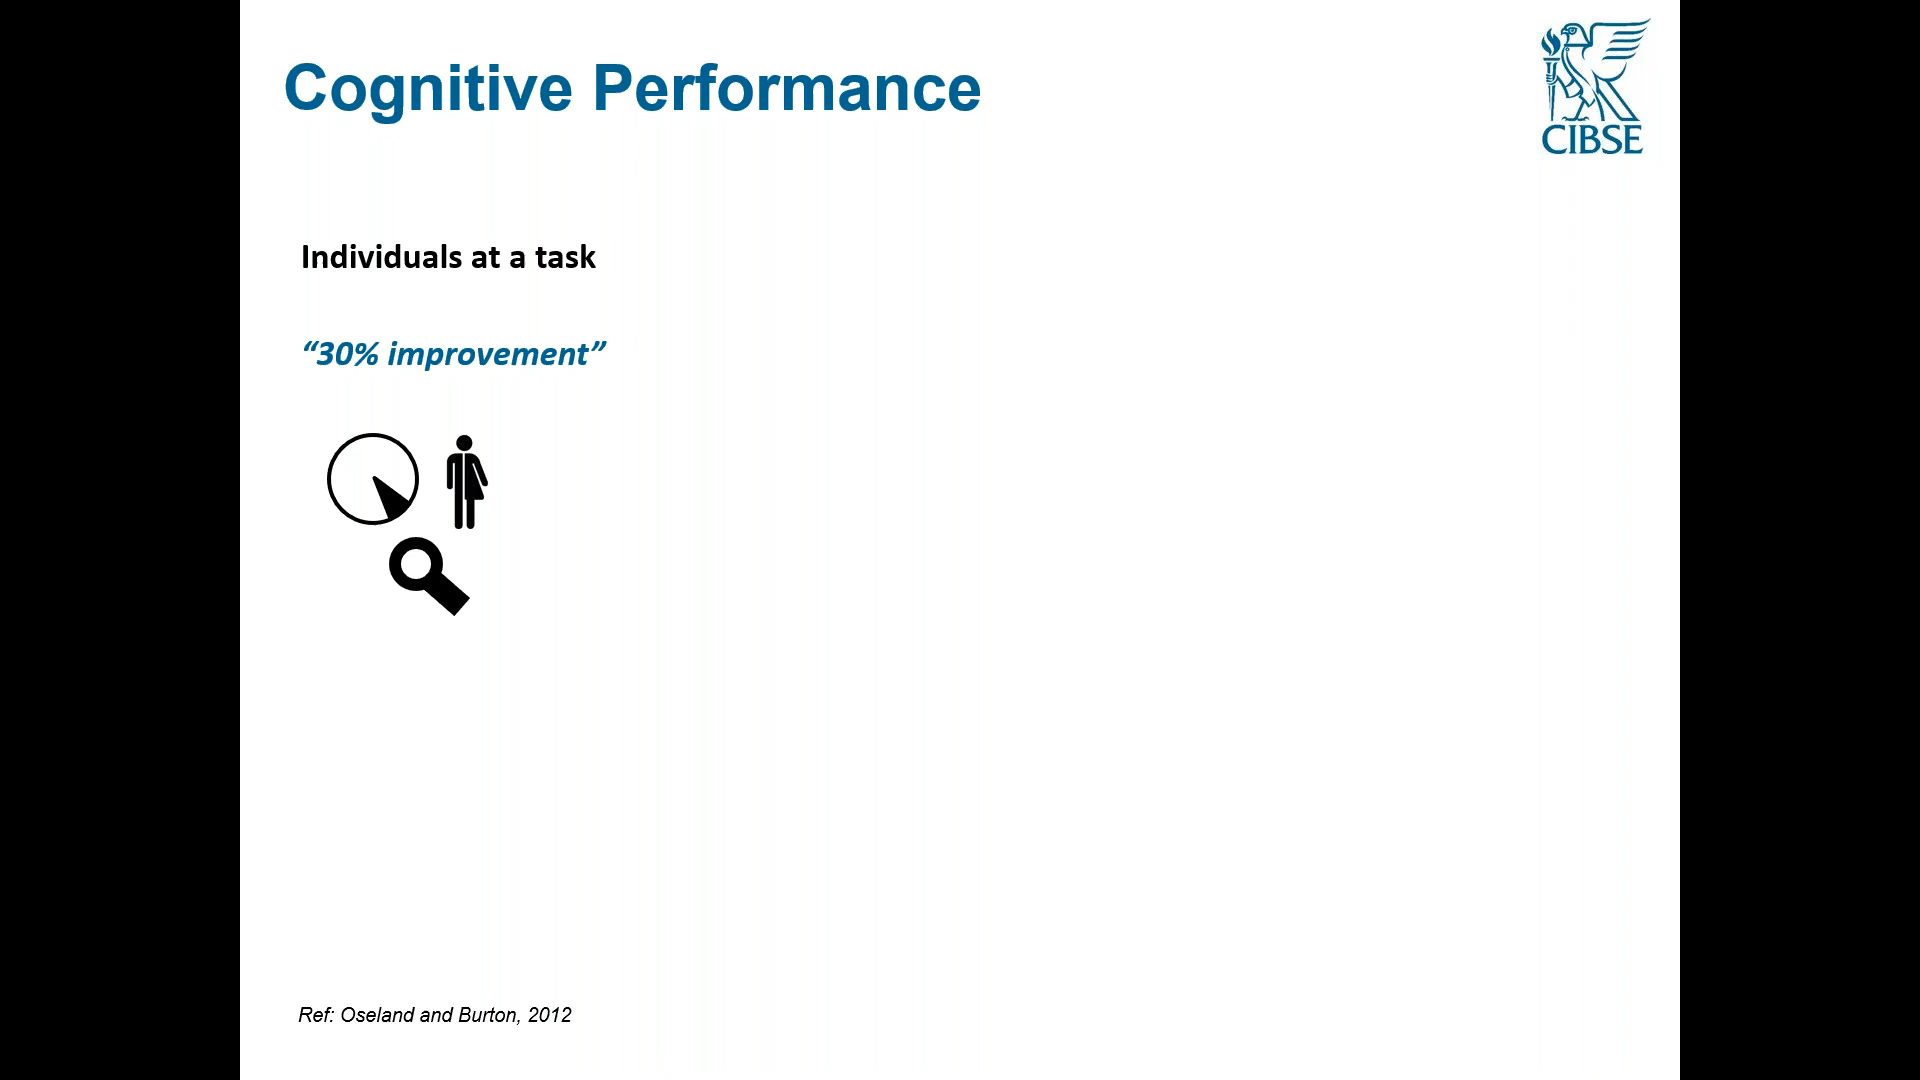 Cognitive Performance
CIBSE
Individuals at a task
“30% improvement”
Ref: Oseland and Burton, 2012